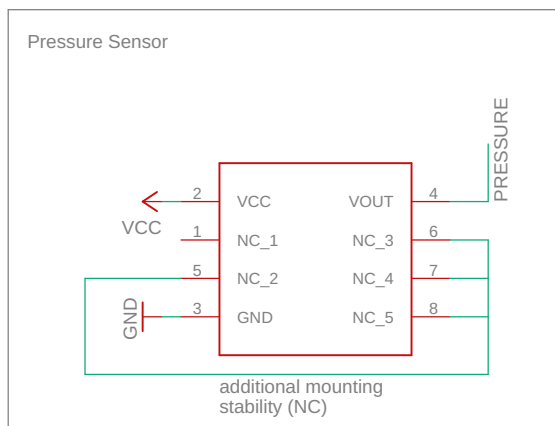 Pressure Sensor
PRESSURE
2 VCC VOUT 4
VCC
1 NC_1 NC_3 6
5 NC_2 NC_4 7
GND 3 GND NC_5 8
additional mounting
stability (NC)